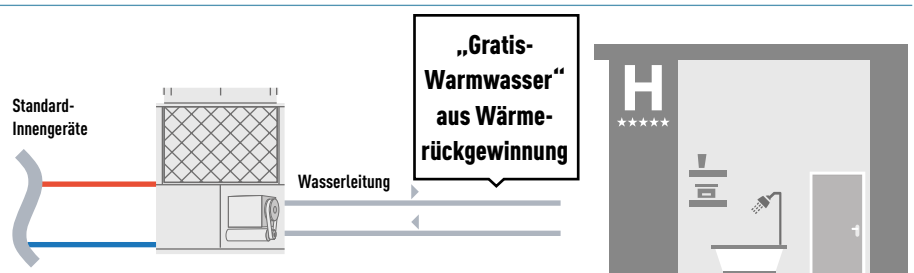 „Gratis-
Warmwasser“
aus Wärme-
rückgewinnung
Standard-
Innengeräte
Wasserleitung
H
★★★★★